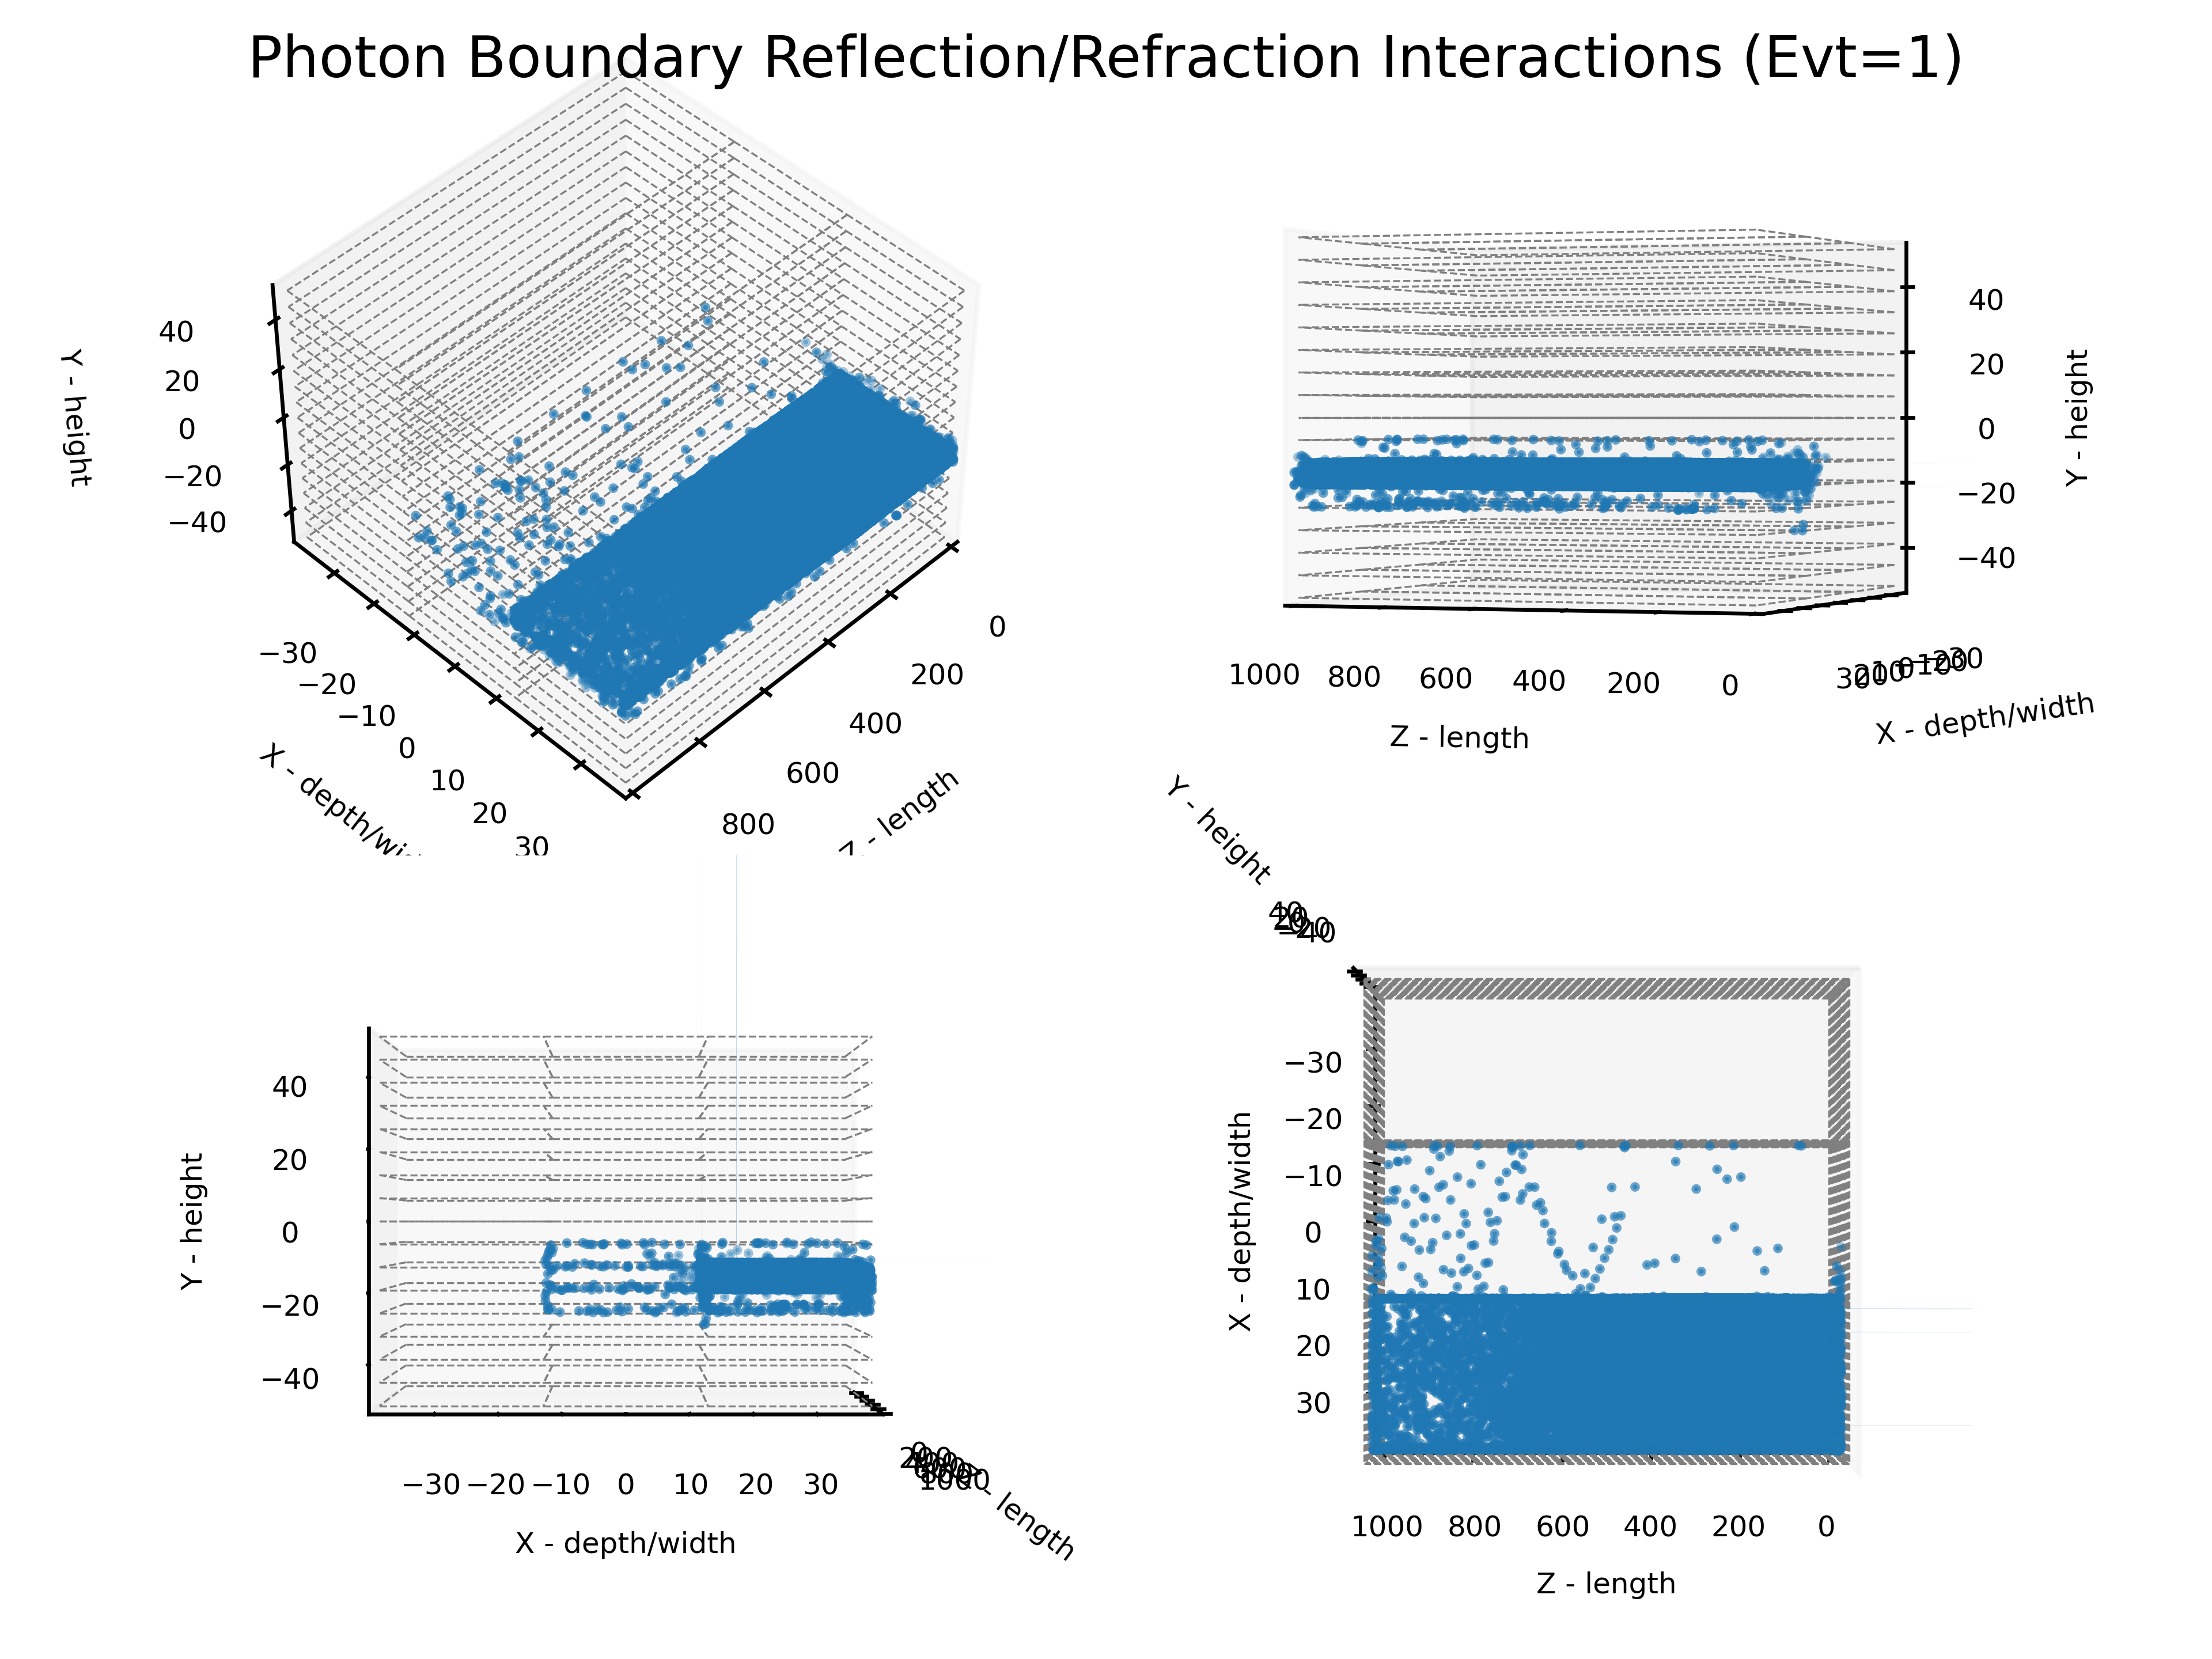 Photon Boundary Reflection/Refraction Interactions (Evt=1)
Y - height
40
20
0
−20
−40
−30
−20
−10
0
10
20
30
X - depth/wi
0
200
400
600
800
- length
40
20
0
−20
−40
Y - height
1000 800 600 400 200 0
Z - length
X - depth/width
Y - height
40
20
0
−20
−40
−30 −20 −10 0 10 20 30
X - depth/width
1000
- length
Y - height
−40
−30
−20
−10
0
10
20
30
X - depth/width
1000 800 600 400 200 0
Z - length